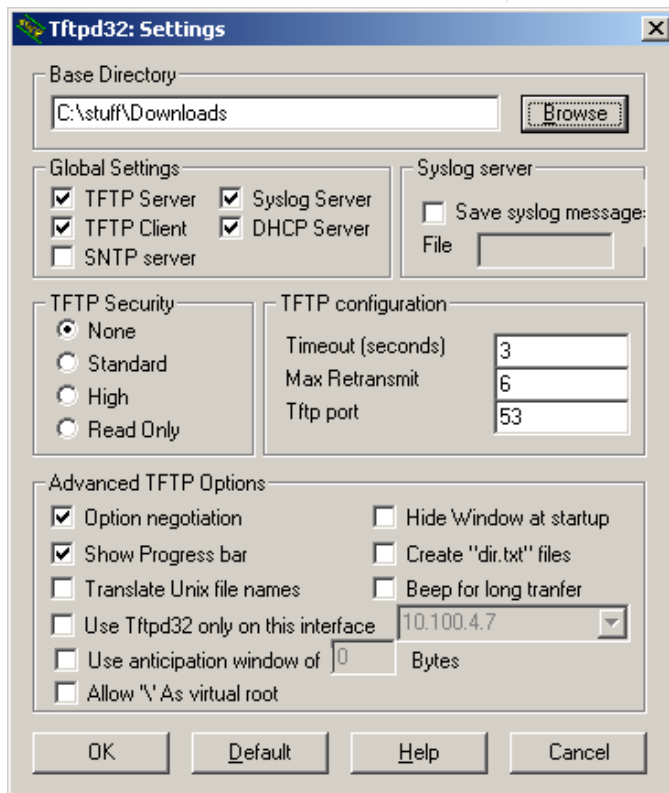 Tftpd32: Settings
Base Directory
C:\stuff\Downloads
Browse
Global Settings
TFTP Server
Syslog Server
TFTP Client
DHCP Server
SNTP server
Syslog server
Save syslog message
File
TFTP Security
None
Standard
High
Read Only
TFTP configuration
Timeout (seconds) 3
Max Retransmit 6
Tftp port 53
Advanced TFTP Options
Option negotiation
Hide Window at startup
Show Progress bar
Create "dir.txt" files
Translate Unix file names
Beep for long tranfer
Use Tftpd32 only on this interface 10.100.4.7
Use anticipation window of 0 Bytes
Allow '\' As virtual root
OK Default Help Cancel